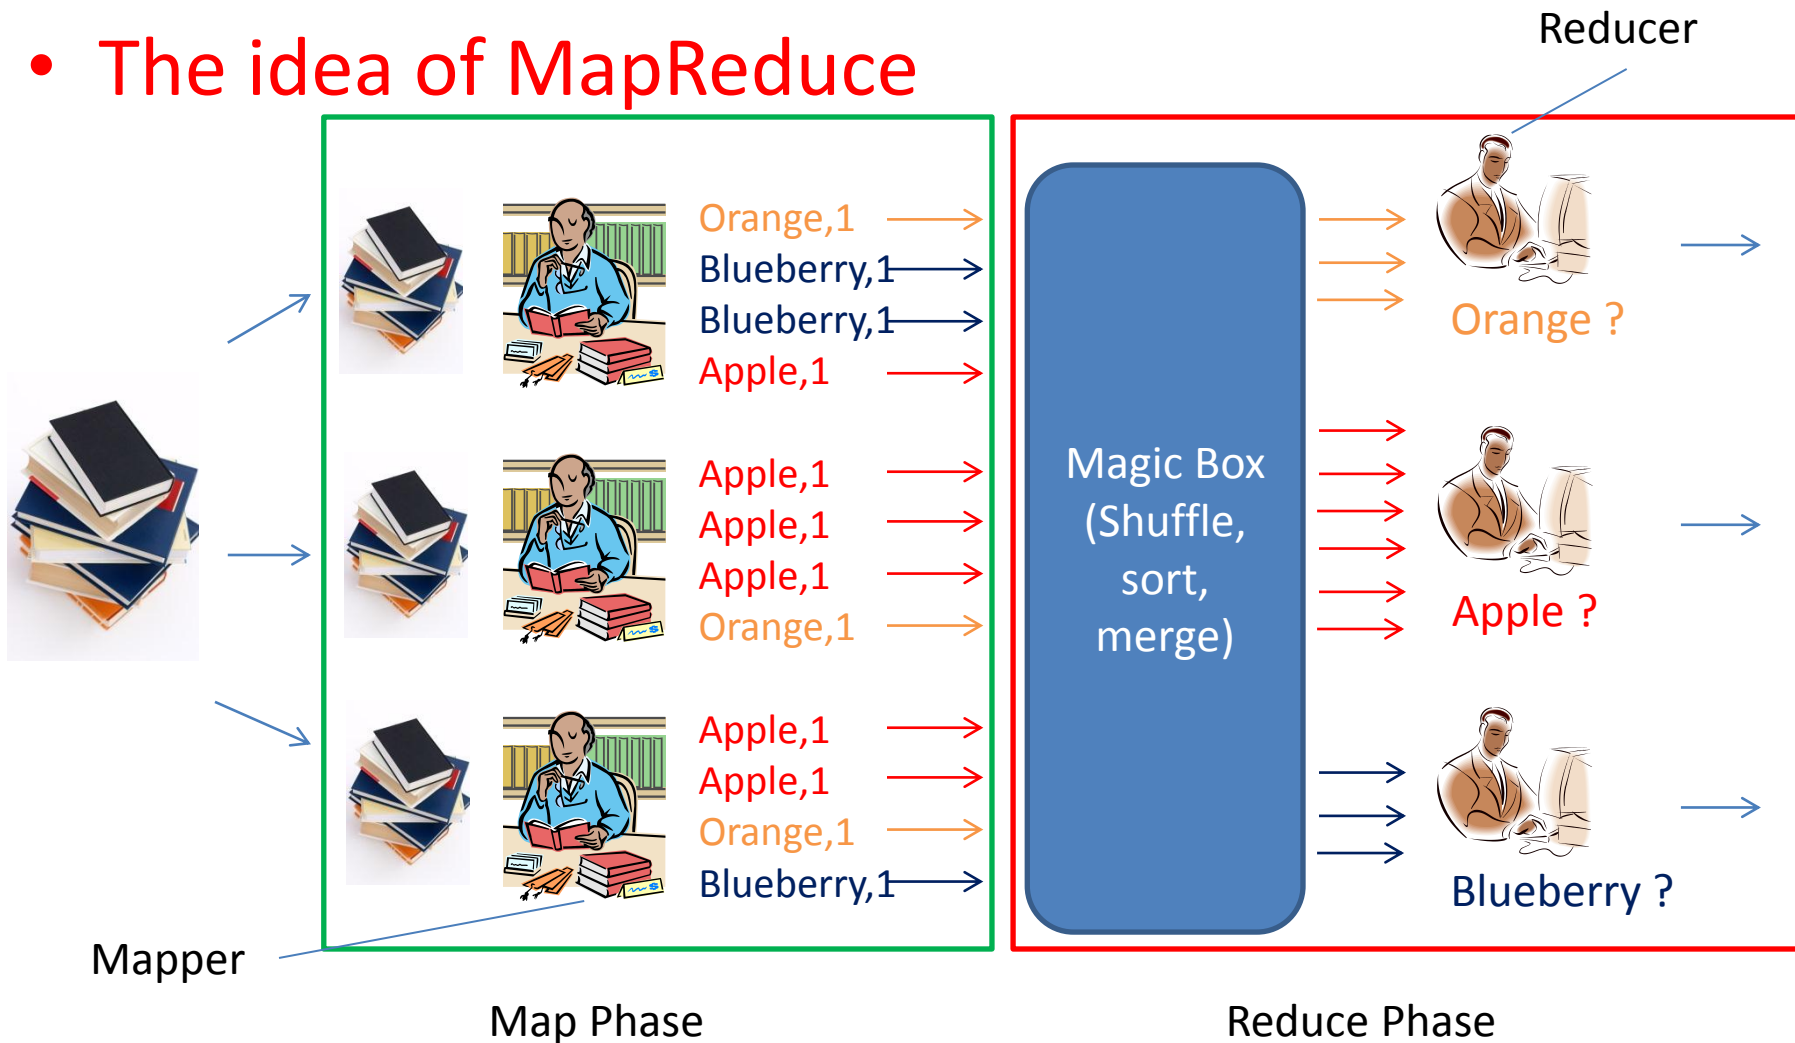 • The idea of MapReduce
Reducer
Orange,1
Blueberry,1
Blueberry,1
Apple,1
Apple,1
Apple,1
Apple,1
Orange,1
Apple,1
Apple,1
Orange,1
Blueberry,1
Magic Box
(Shuffle,
sort,
merge)
Orange ?
Apple ?
Blueberry ?
Mapper
Map Phase
Reduce Phase